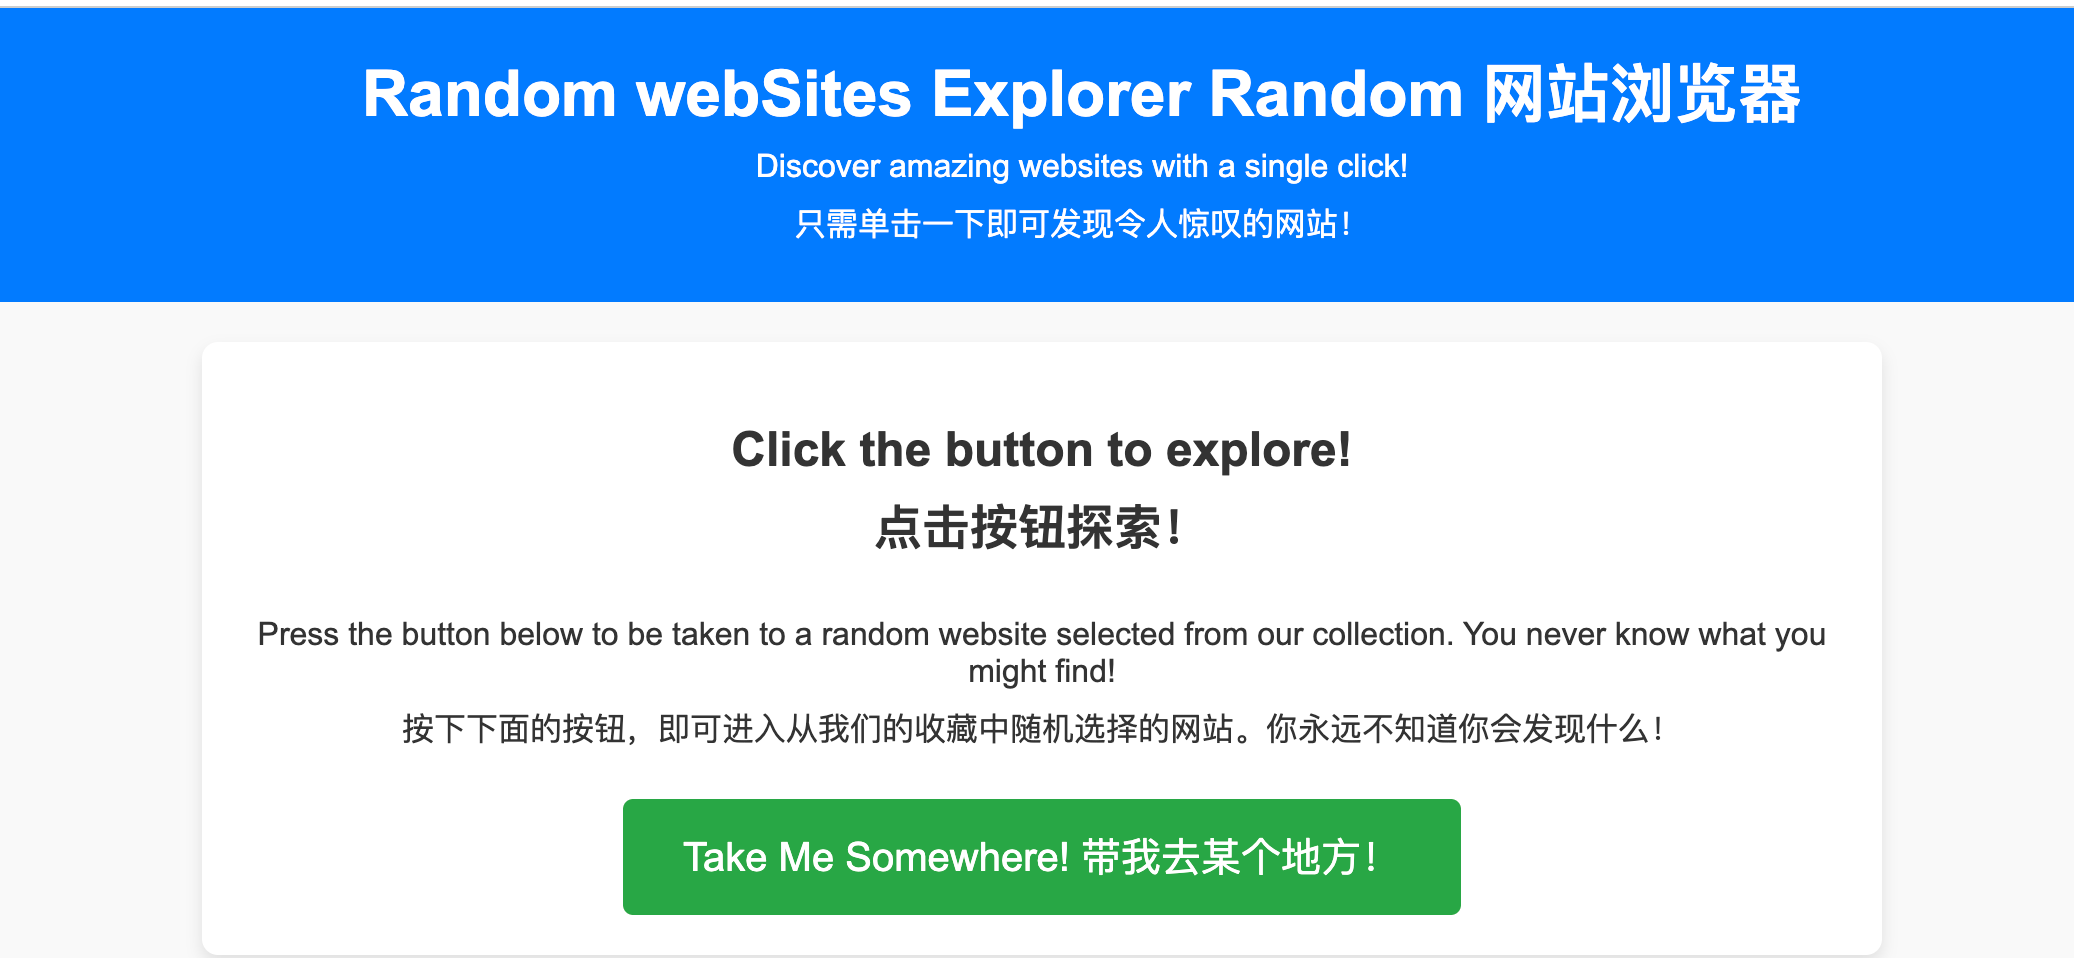 Random webSites Explorer Random 网站浏览器
Discover amazing websites with a single click!
只需单击一下即可发现令人惊叹的网站！
Click the button to explore!
点击按钮探索！
Press the button below to be taken to a random website selected from our collection. You never know what you
might find!
按下下面的按钮，即可进入从我们的收藏中随机选择的网站。你永远不知道你会发现什么！
Take Me Somewhere! 带我去某个地方！